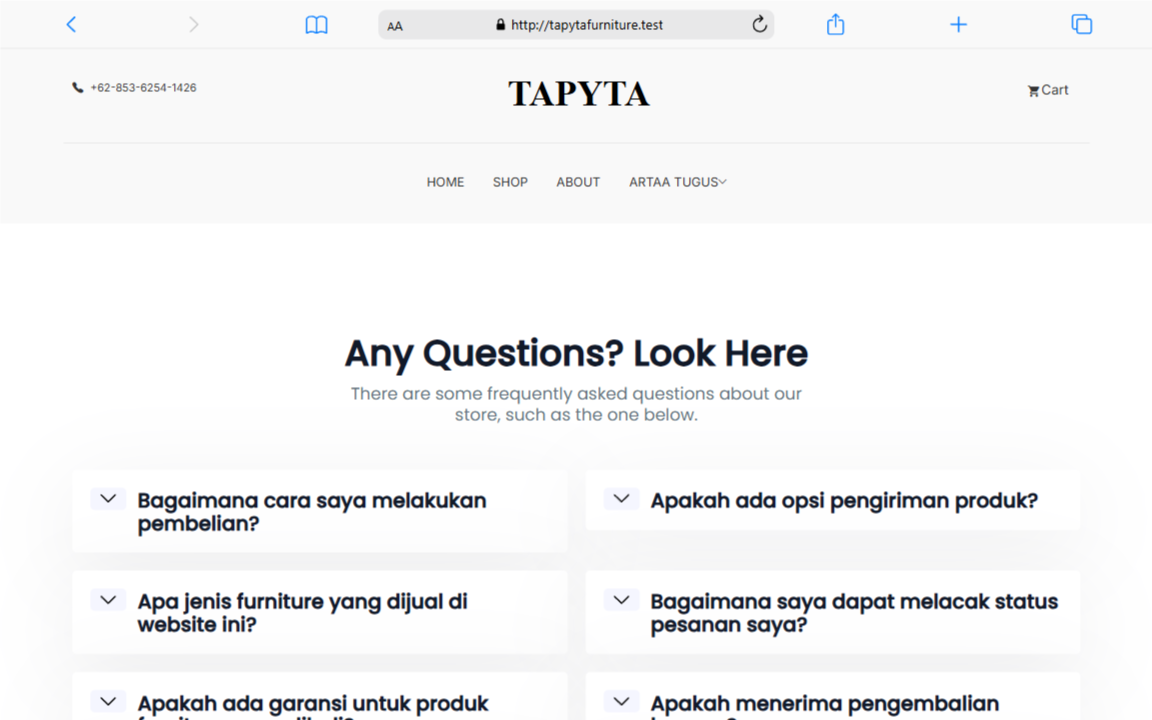 AA
http://tapytafurniture.test
+62-853-6254-1426
TAPYTA
Cart
HOME SHOP ABOUT ARTAA TUGUS
Any Questions? Look Here
There are some frequently asked questions about our
store, such as the one below.
Bagaimana cara saya melakukan
pembelian?
Apakah ada opsi pengiriman produk?
Apa jenis furniture yang dijual di
website ini?
Bagaimana saya dapat melacak status
pesanan saya?
Apakah ada garansi untuk produk
Apakah menerima pengembalian